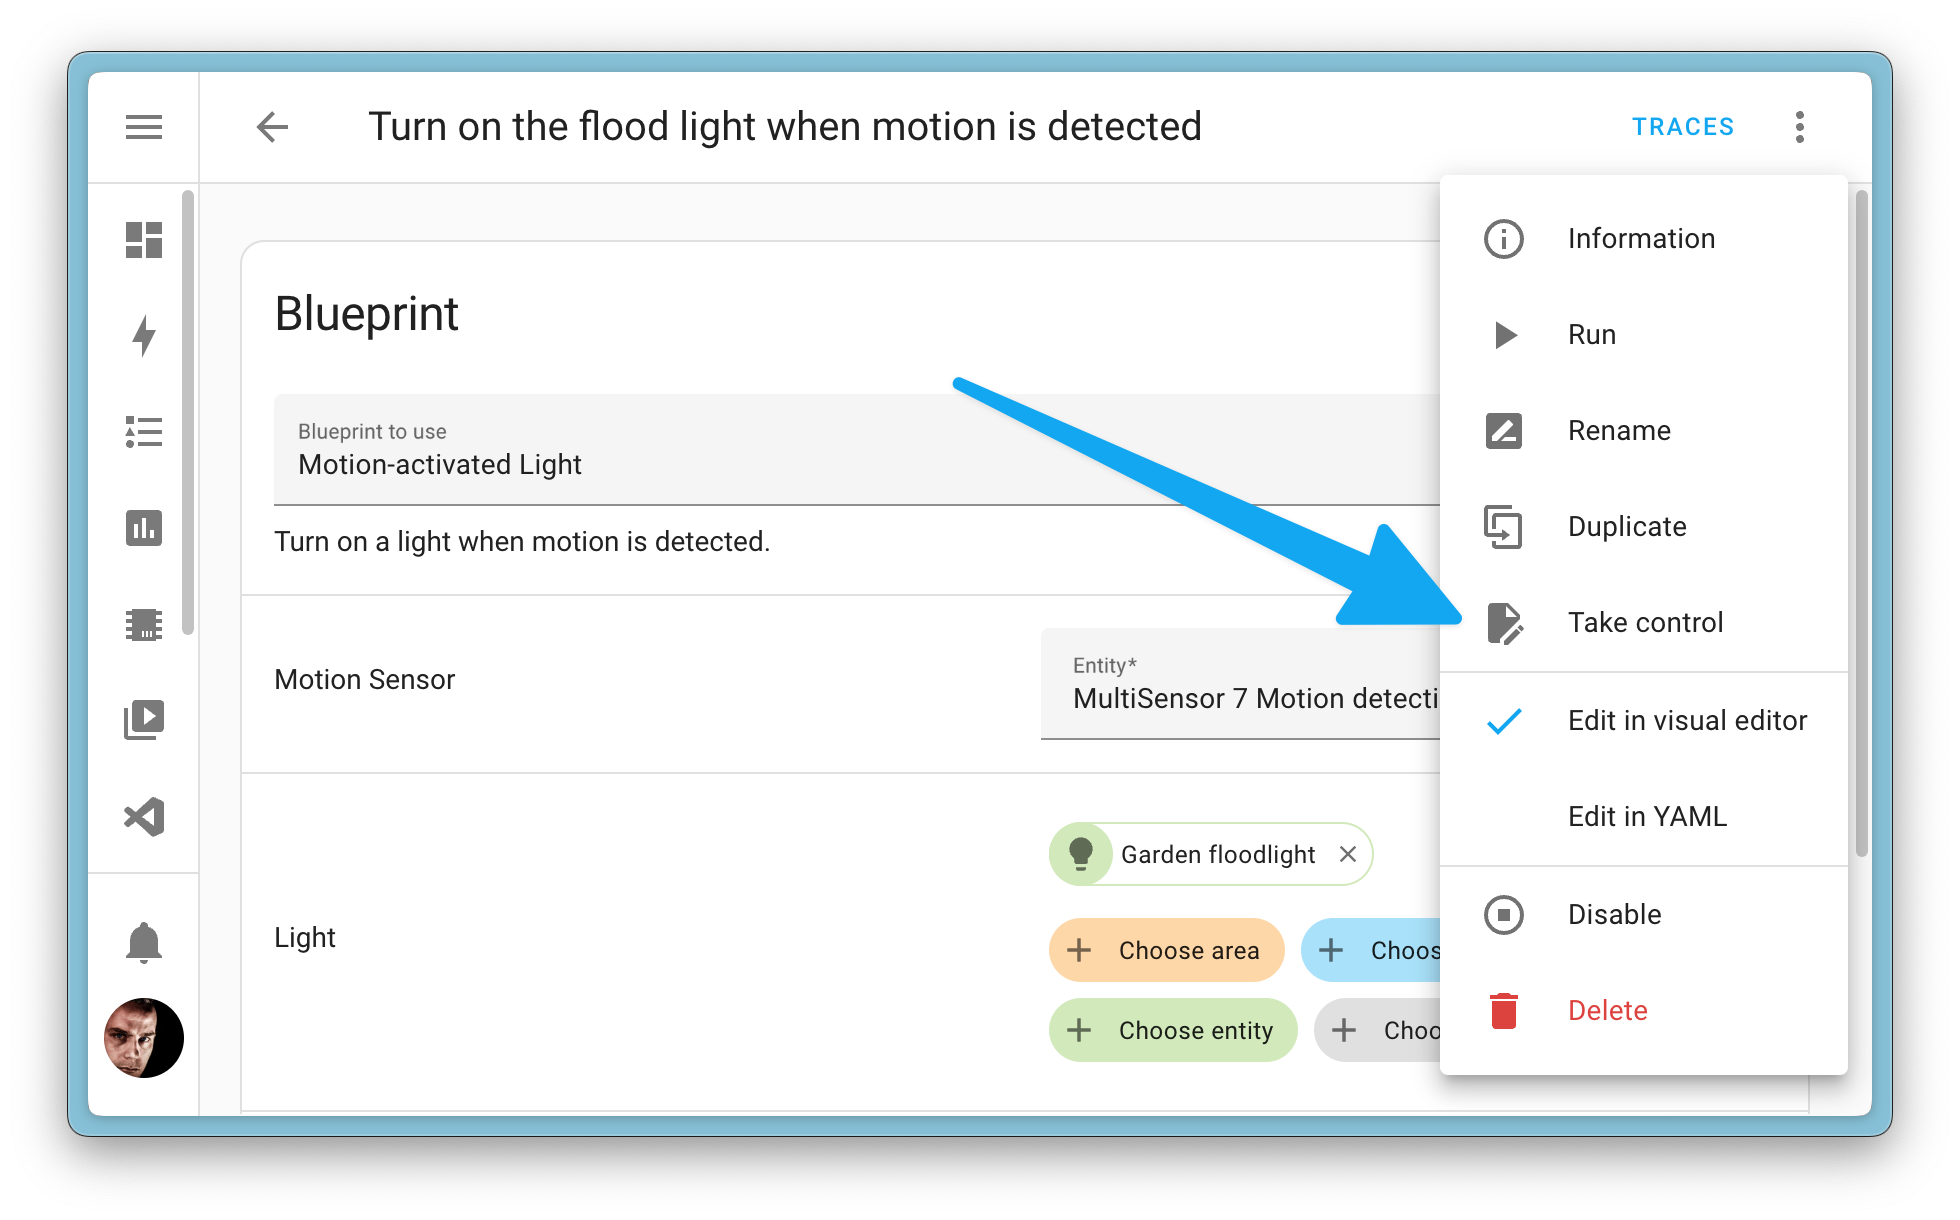 Turn on the flood light when motion is detected
TRACES
Blueprint
Blueprint to use
Motion-activated Light
Turn on a light when motion is detected.
Motion Sensor
Entity*
MultiSensor 7 Motion detecti
Light
Garden floodlight
Choose area
Choos
Choose entity
Choo
Information
Run
Rename
Duplicate
Take control
Edit in visual editor
Edit in YAML
Disable
Delete